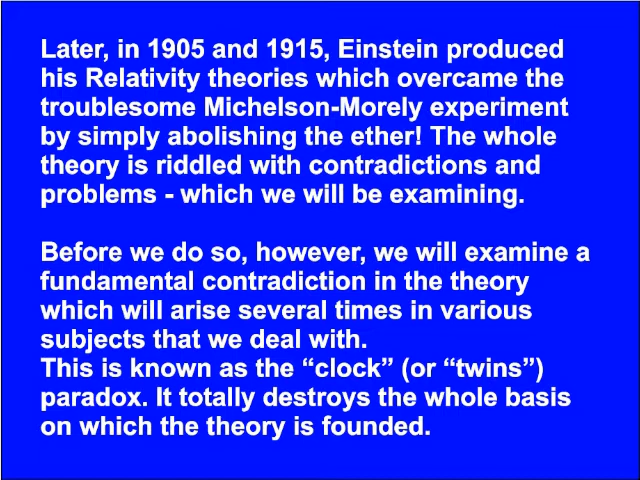 Later, in 1905 and 1915, Einstein produced
his Relativity theories which overcame the
troublesome Michelson-Morely experiment
by simply abolishing the ether! The whole
theory is riddled with contradictions and
problems - which we will be examining.
Before we do so, however, we will examine a
fundamental contradiction in the theory
which will arise several times in various
subjects that we deal with.
This is known as the “clock” (or “twins”)
paradox. It totally destroys the whole basis
on which the theory is founded.